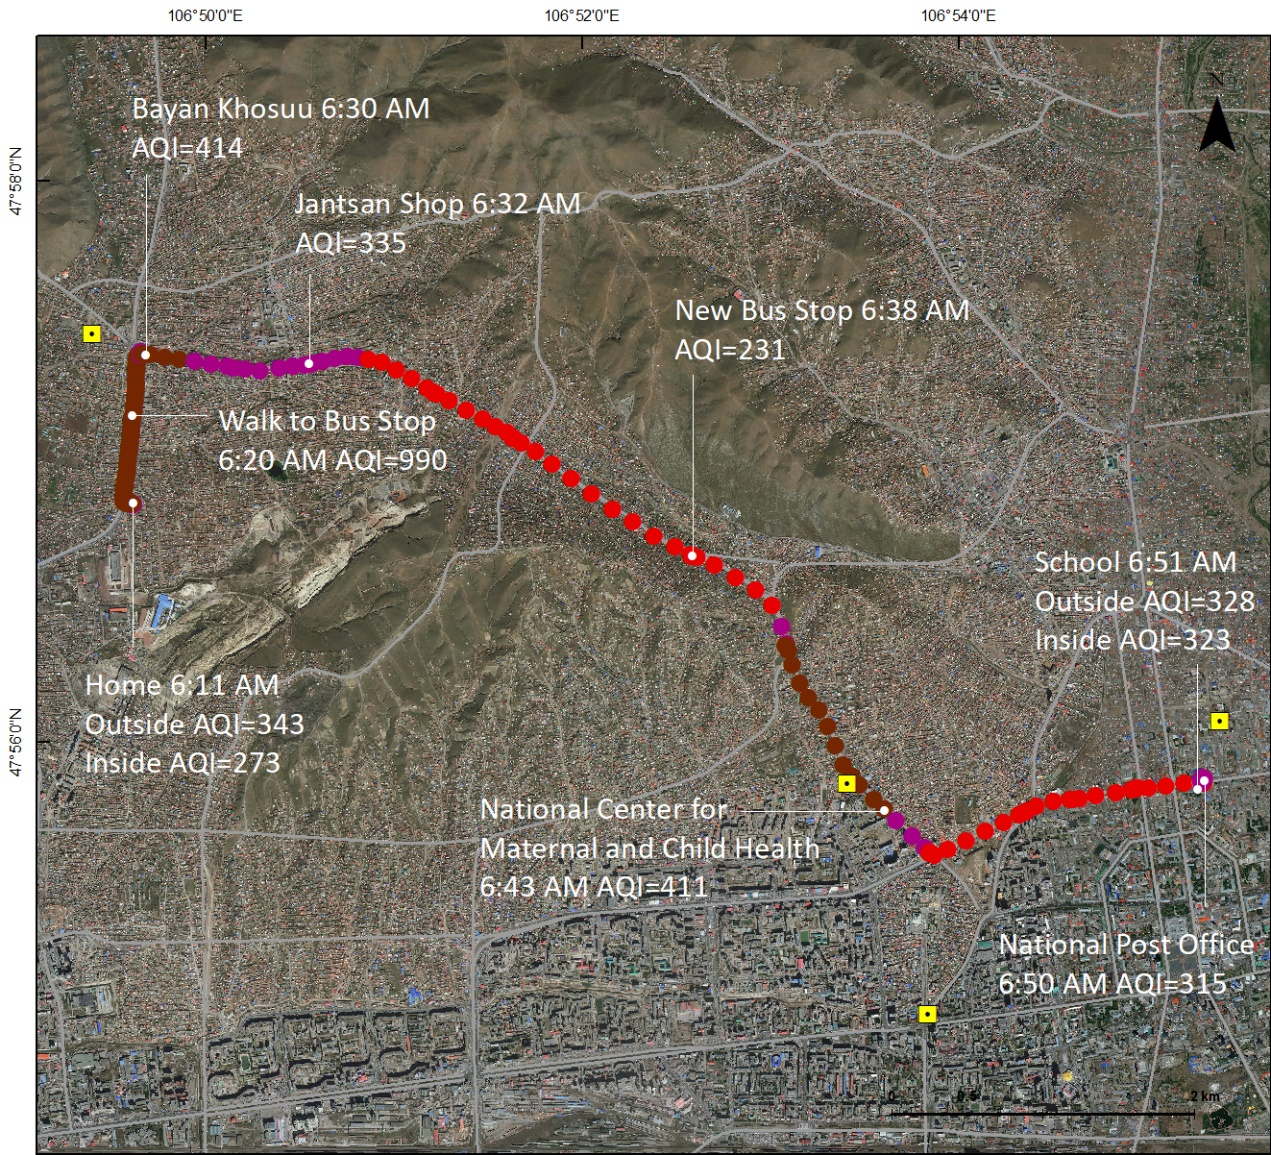 106°50'0"E
106°52'0"E
106°54'0"E
N
47°58'0"N
47°56'0"N
Bayan Khosuu 6:30 AM
AQI=414
Jantsan Shop 6:32 AM
AQI=335
New Bus Stop 6:38 AM
AQI=231
Walk to Bus Stop
6:20 AM AQI=990
School 6:51 AM
Outside AQI=328
Inside AQI=323
Home 6:11 AM
Outside AQI=343
Inside AQI=273
National Center for
Maternal and Child Health
6:43 AM AQI=411
National Post Office
6:50 AM AQI=315
0 0.5 1 2 km